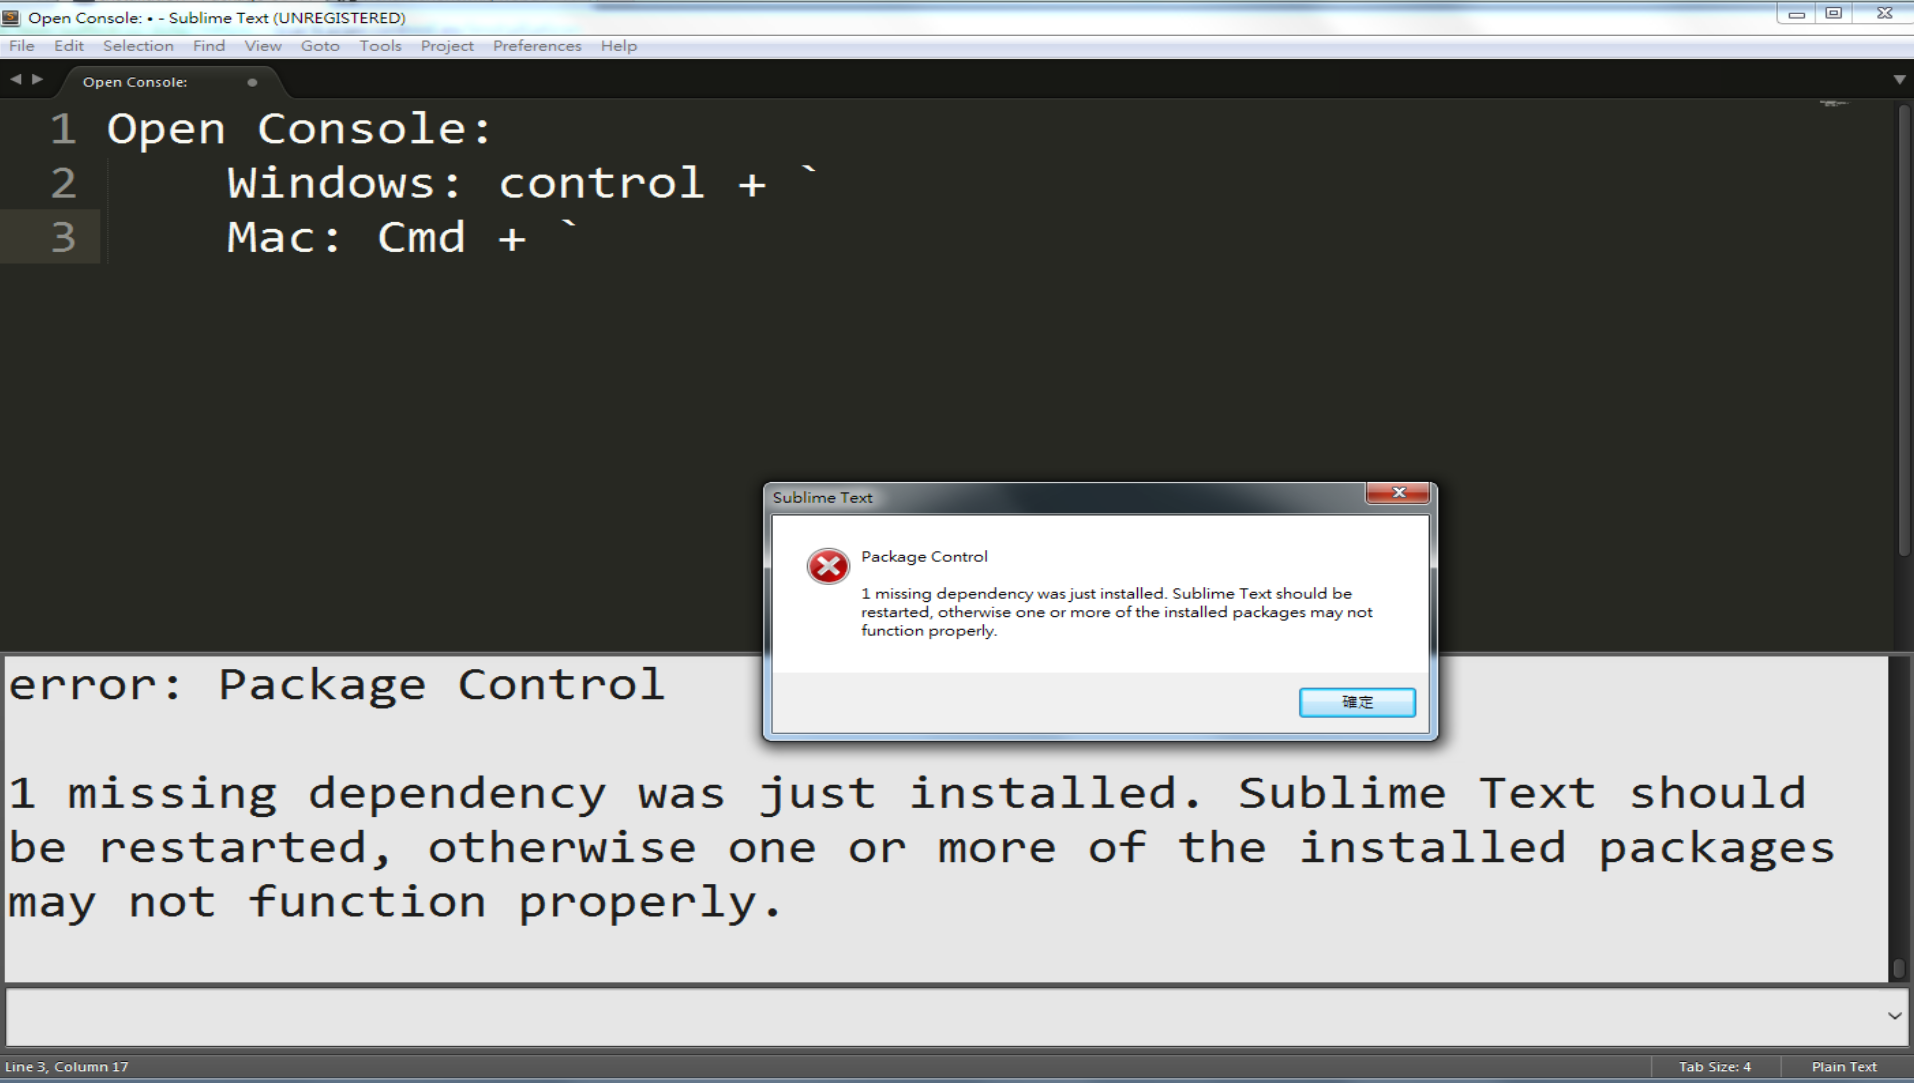 Open Console: • - Sublime Text (UNREGISTERED)
File Edit Selection Find View Goto Tools Project Preferences Help
Open Console:
1 Open Console:
2 Windows: control + `
3 Mac: Cmd + `
Sublime Text
Package Control
1 missing dependency was just installed. Sublime Text should be
restarted, otherwise one or more of the installed packages may not
function properly.
確定
error: Package Control
1 missing dependency was just installed. Sublime Text should
be restarted, otherwise one or more of the installed packages
may not function properly.
Line 3, Column 17
Tab Size: 4
Plain Text